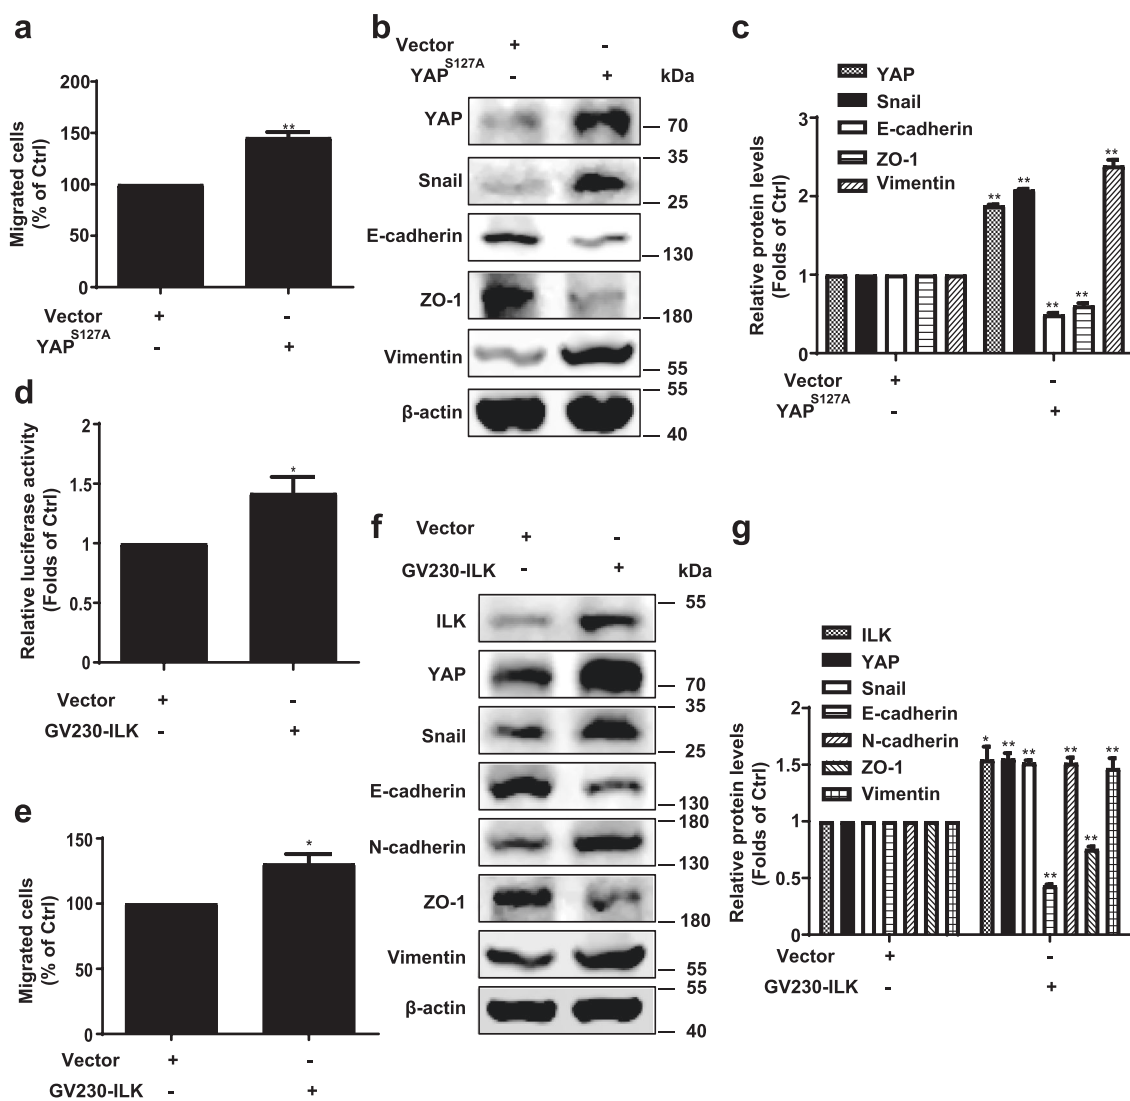 a
Migrated cells
(% of Ctrl)
200
150
100
50
0
**
Vector + -
YAP S127A - +
b
Vector + -
YAP S127A - + kDa
YAP 70
Snail 35
25
E-cadherin 130
ZO-1 180
Vimentin 55
β-actin 55
40
c
YAP
Snail
E-cadherin
ZO-1
Vimentin
Relative protein levels
(Folds of Ctrl)
3
2
1
0
** ** ** ** **
Vector + -
YAP S127A - +
d
Relative luciferase activity
(Folds of Ctrl)
2
1.5
1
0.5
0
*
Vector + -
GV230-ILK - +
e
Migrated cells
(% of Ctrl)
150
100
50
0
*
Vector + -
GV230-ILK - +
f
Vector + -
GV230-ILK - + kDa
ILK 55
YAP 70
Snail 35
25
E-cadherin 130
N-cadherin 180
130
ZO-1 180
Vimentin 55
β-actin 55
40
g
ILK
YAP
Snail
E-cadherin
N-cadherin
ZO-1
Vimentin
Relative protein levels
(Folds of Ctrl)
2
1.5
1
0.5
0
* ** ** ** ** ** **
Vector + -
GV230-ILK - +